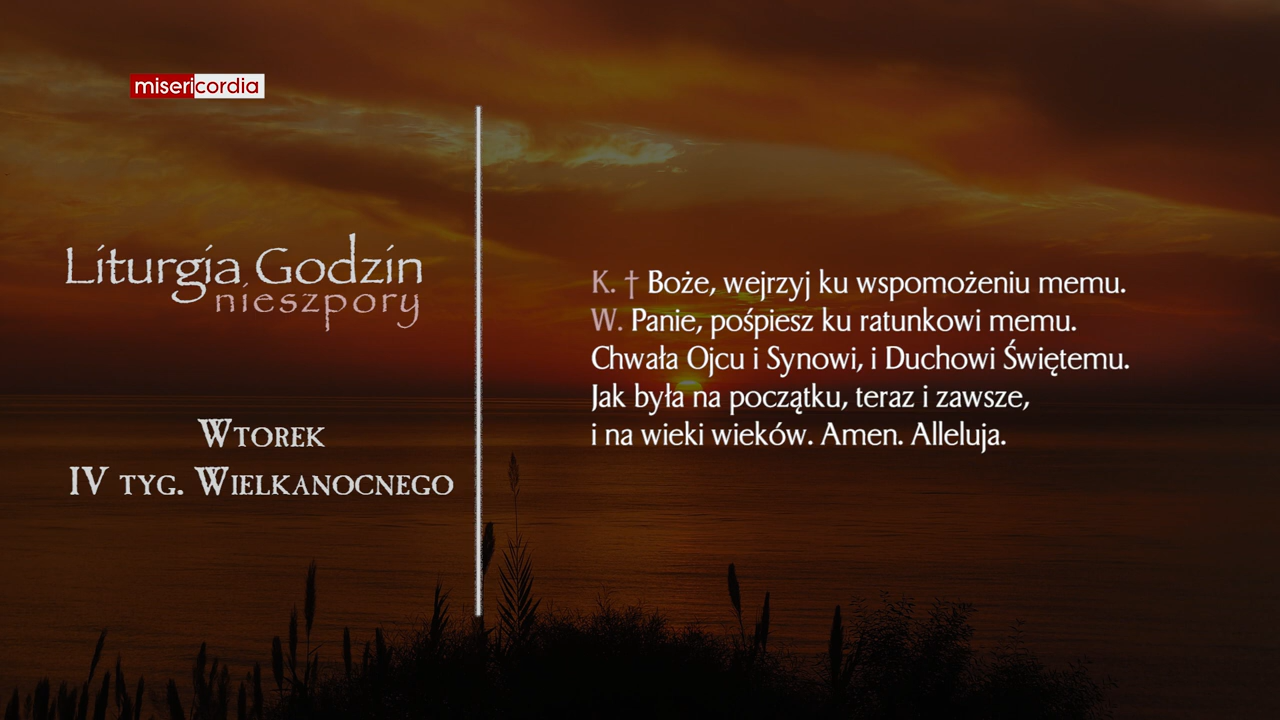 misericordia
Liturgia Godzin
nieszpory
Wtorek
IV tyg. Wielkanocnego
K. † Boże, wejrzyj ku wspomożeniu memu.
W. Panie, pośpiesz ku ratunkowi memu.
Chwała Ojcu i Synowi, i Duchowi Świętemu.
Jak była na początku, teraz i zawsze,
i na wieki wieków. Amen. Alleluja.